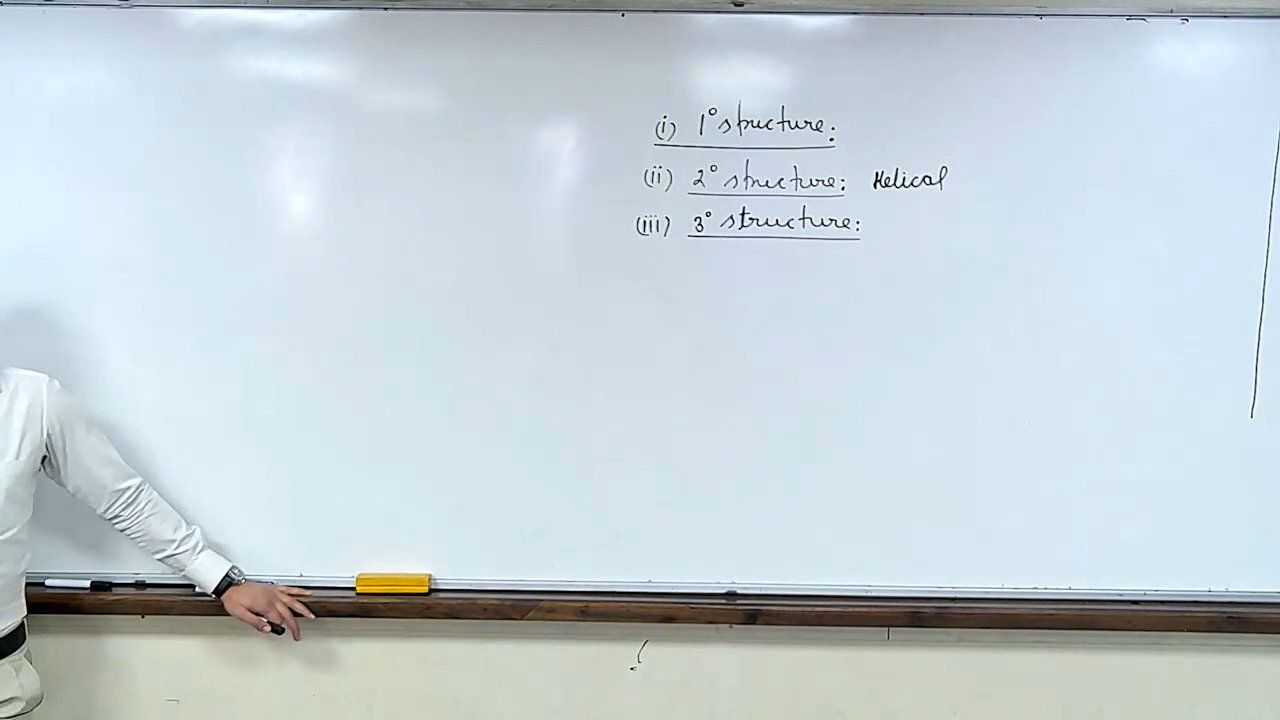 (i) 1° structure:
(ii) 2° structure: Helical
(iii) 3° structure: